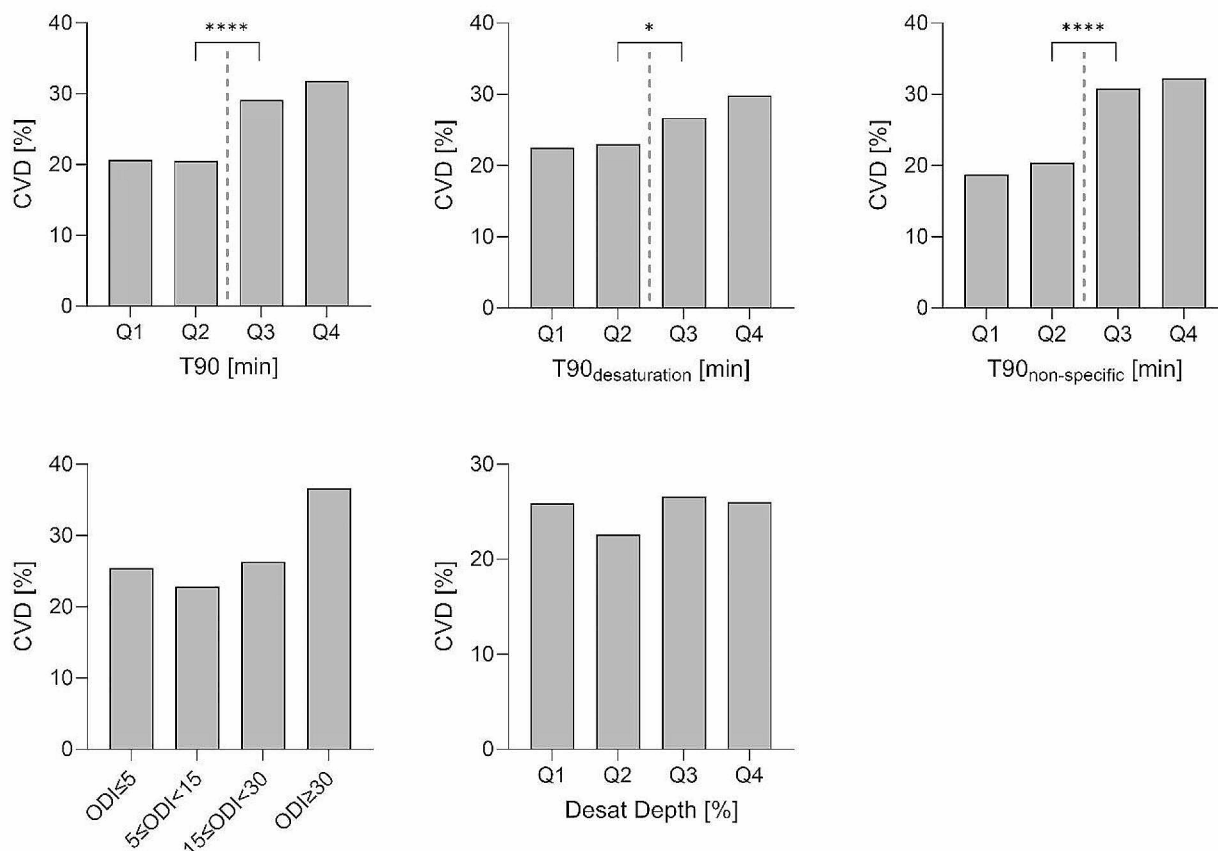 ****
40
30
20
10
0
CVD [%]
Q1 Q2 Q3 Q4
T90 [min]
*
40
30
20
10
0
CVD [%]
Q1 Q2 Q3 Q4
T90desaturation [min]
****
40
30
20
10
0
CVD [%]
Q1 Q2 Q3 Q4
T90non-specific [min]
40
30
20
10
0
CVD [%]
ODI≤5
5≤ODI<15
15≤ODI<30
ODI≥30
30
20
10
0
CVD [%]
Q1 Q2 Q3 Q4
Desat Depth [%]